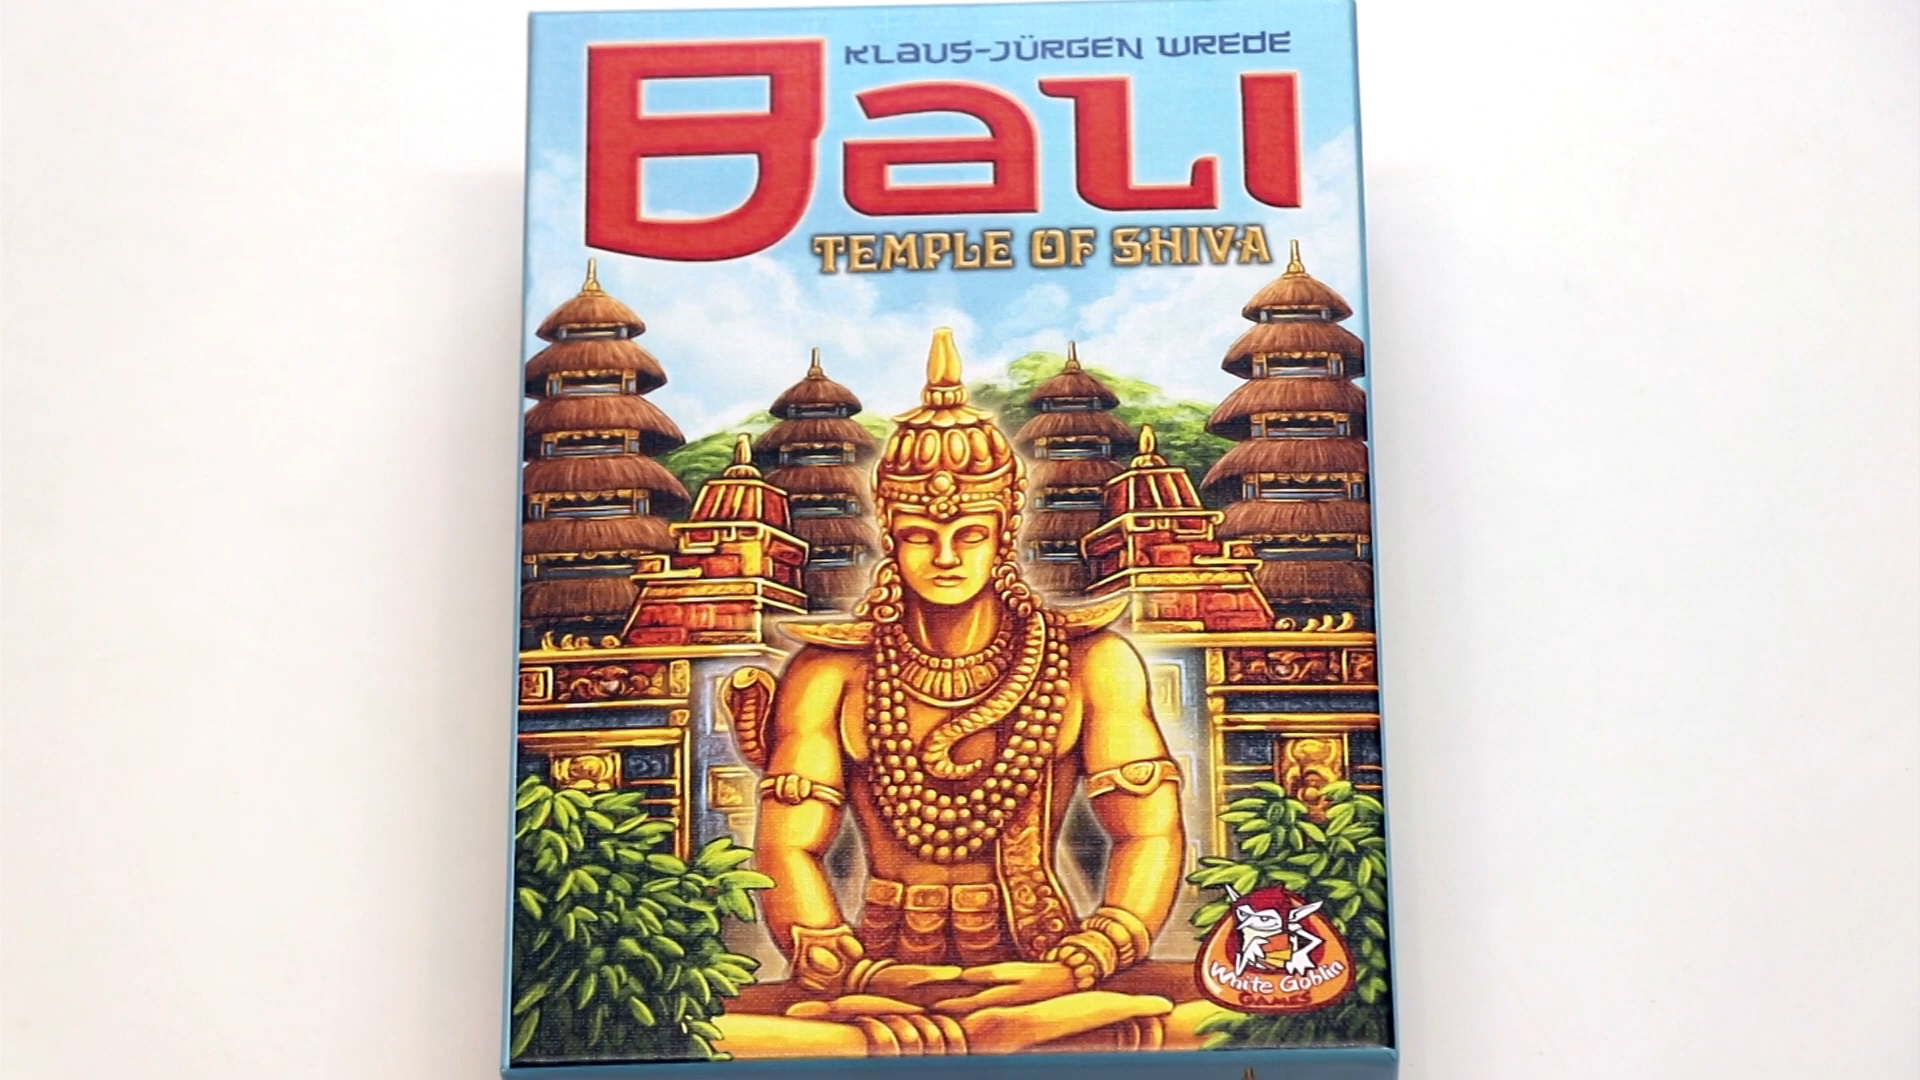 KLAUS-JÜRGEN WREDE
Bali
TEMPLE OF SHIVA
White Goblin
GAMES